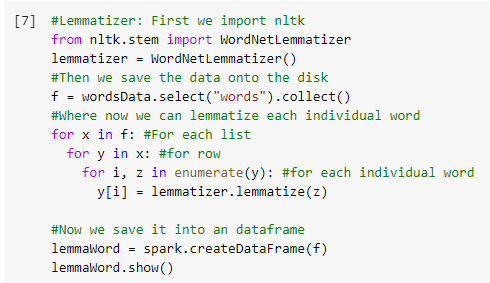 [7] #Lemmatizer: First we import nltk
from nltk.stem import WordNetLemmatizer
lemmatizer = WordNetLemmatizer()
#Then we save the data onto the disk
f = wordsData.select("words").collect()
#Where now we can lemmatize each individual word
for x in f: #For each list
  for y in x: #for row
    for i, z in enumerate(y): #for each individual word
      y[i] = lemmatizer.lemmatize(z)

#Now we save it into an dataframe
lemmaWord = spark.createDataFrame(f)
lemmaWord.show()